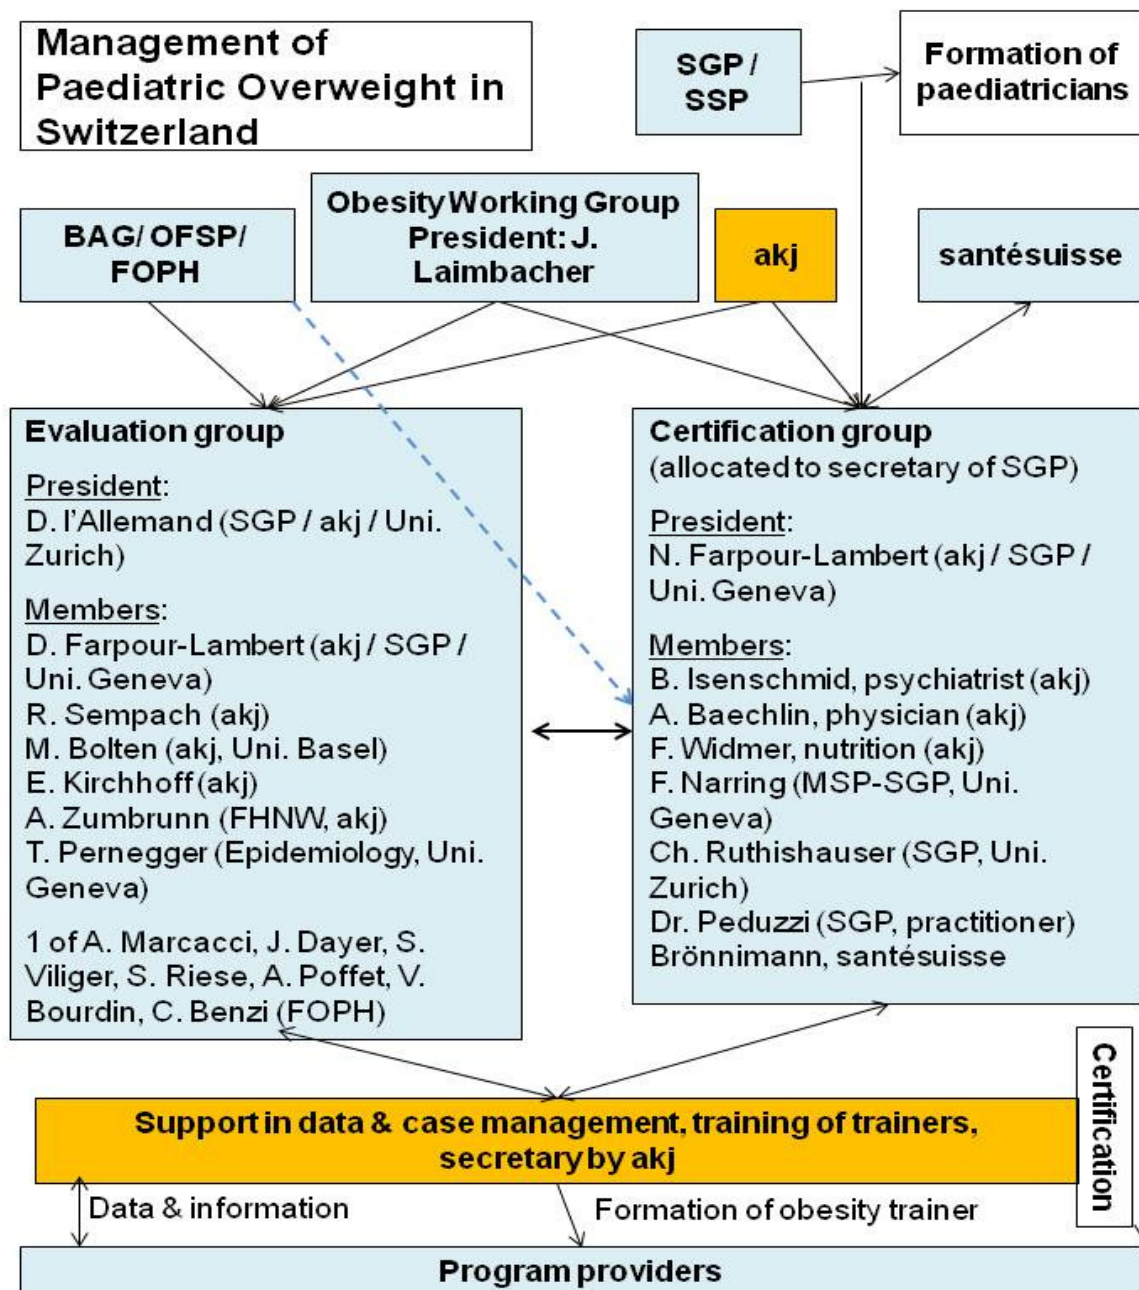 Management of
Paediatric Overweight in
Switzerland
SGP /
SSP
Formation of
paediatricians
BAG/ OFSP/
FOPH
Obesity Working Group
President: J.
Laimbacher
akj
santésuisse
Evaluation group
President:
D. l'Allemand (SGP / akj / Uni.
Zurich)
Members:
D. Farpour-Lambert (akj / SGP /
Uni. Geneva)
R. Sempach (akj)
M. Bolten (akj, Uni. Basel)
E. Kirchhoff (akj)
A. Zumbrunn (FHNW, akj)
T. Pernegger (Epidemiology, Uni.
Geneva)
1 of A. Marcacci, J. Dayer, S.
Viliger, S. Riese, A. Poffet, V.
Bourdin, C. Benzi (FOPH)
Certification group
(allocated to secretary of SGP)
President:
N. Farpour-Lambert (akj / SGP /
Uni. Geneva)
Members:
B. Isenschmid, psychiatrist (akj)
A. Baechlin, physician (akj)
F. Widmer, nutrition (akj)
F. Narring (MSP-SGP, Uni.
Geneva)
Ch. Ruthishauser (SGP, Uni.
Zurich)
Dr. Peduzzi (SGP, practitioner)
Brönnimann, santésuisse
Certification
Support in data & case management, training of trainers,
secretary by akj
Data & information
Formation of obesity trainer
Program providers